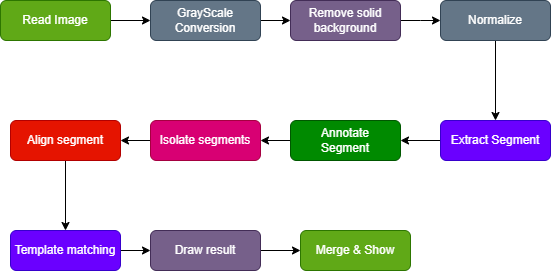 Read Image
GrayScale
Conversion
Remove solid
background
Normalize
Align segment
Isolate segments
Annotate
Segment
Extract Segment
Template matching
Draw result
Merge & Show